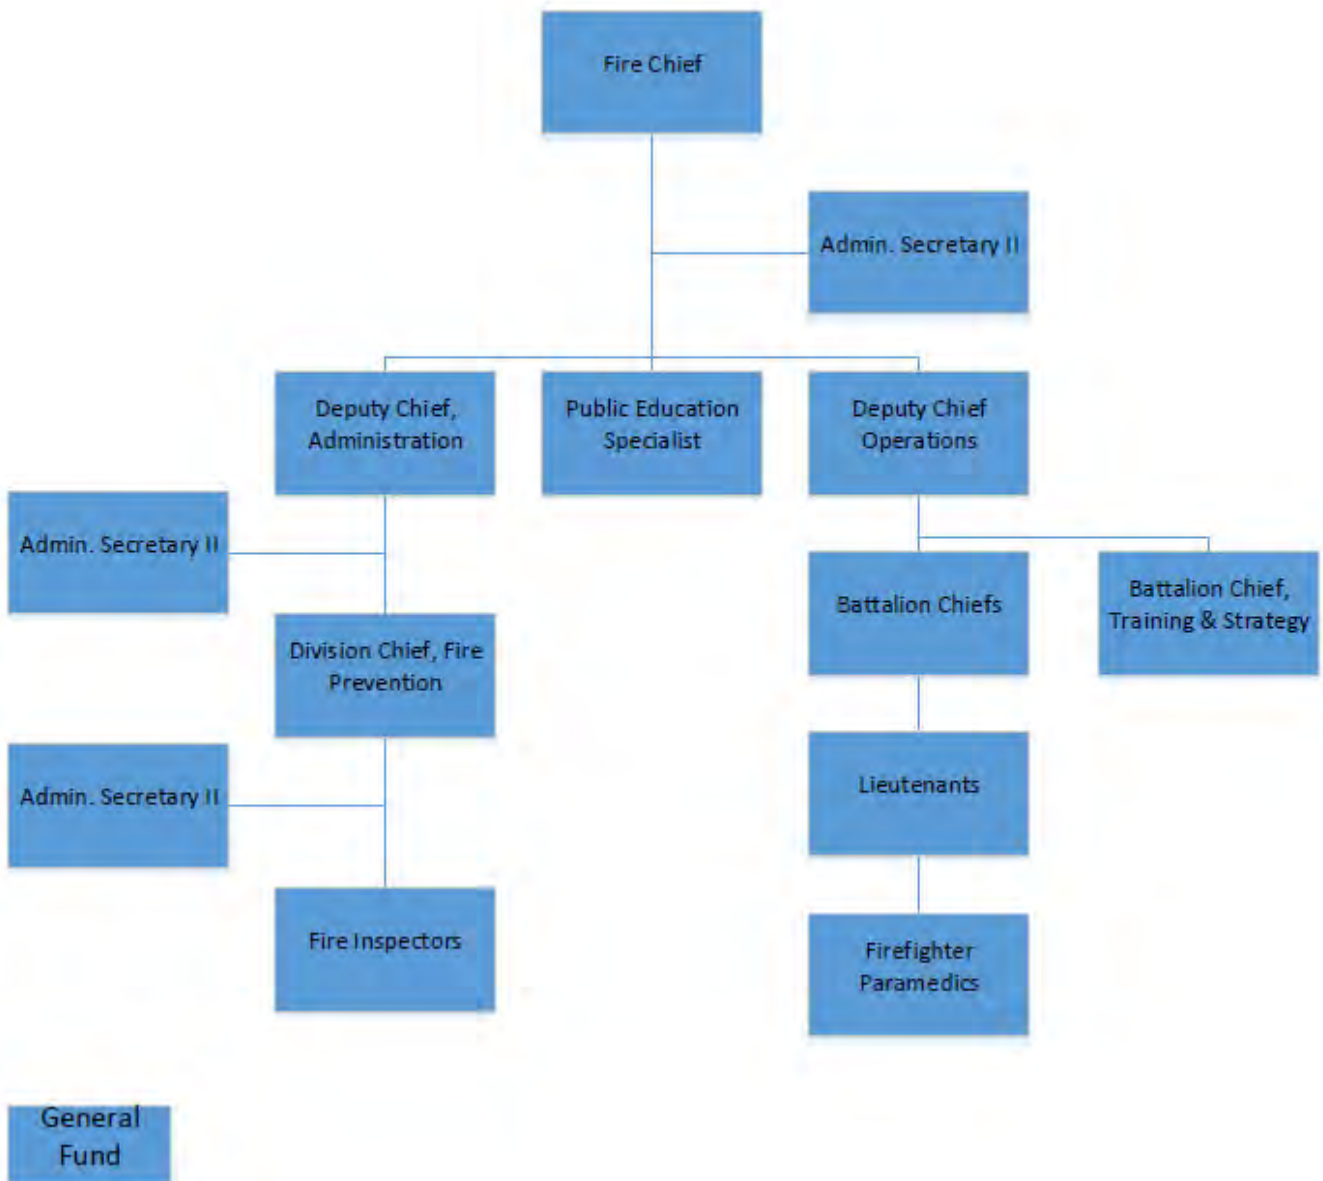 Fire Chief
Admin. Secretary II
Deputy Chief,
Administration
Public Education
Specialist
Deputy Chief
Operations
Admin. Secretary II
Battalion Chiefs
Battalion Chief,
Training & Strategy
Division Chief, Fire
Prevention
Admin. Secretary II
Lieutenants
Fire Inspectors
Firefighter
Paramedics
General
Fund